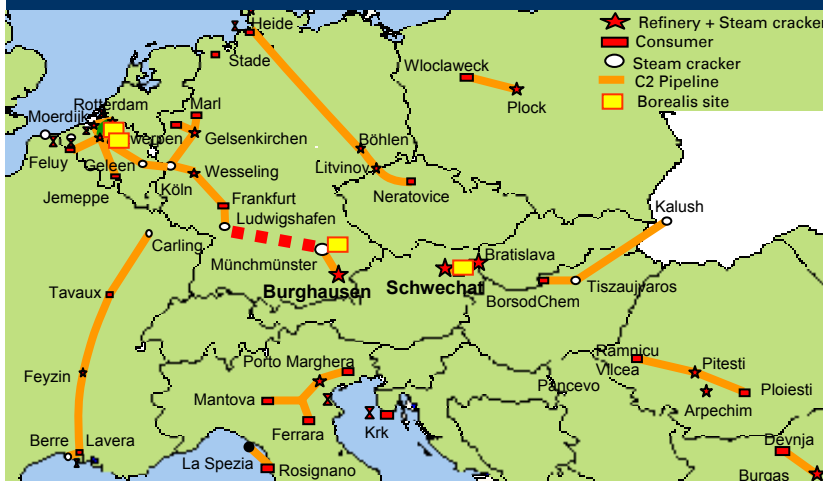 Heide
Refinery + Steam cracker
Consumer
Steam cracker
C2 Pipeline
Borealis site
Stade
Wloclaweck
Plock
Rotterdam
Marl
Moerdijk
Gelsenkirchen
Böhlen
werpen
Feluy
Geleen
Wesseling
Litvinov
Jemeppe
Köln
Frankfurt
Neratovice
Kalush
Ludwigshafen
Carling
Münchmünster
Bratislava
Burghausen
Schwechat
Tavaux
BorsodChem
Tiszaujvaros
Porto Marghera
Ramnicu
Vilcea
Pitesti
Feyzin
Mantova
Pancevo
Ploiesti
Arpechim
Ferrara
Krk
Berre
Lavera
La Spezia
Rosignano
Devnja
Burgas